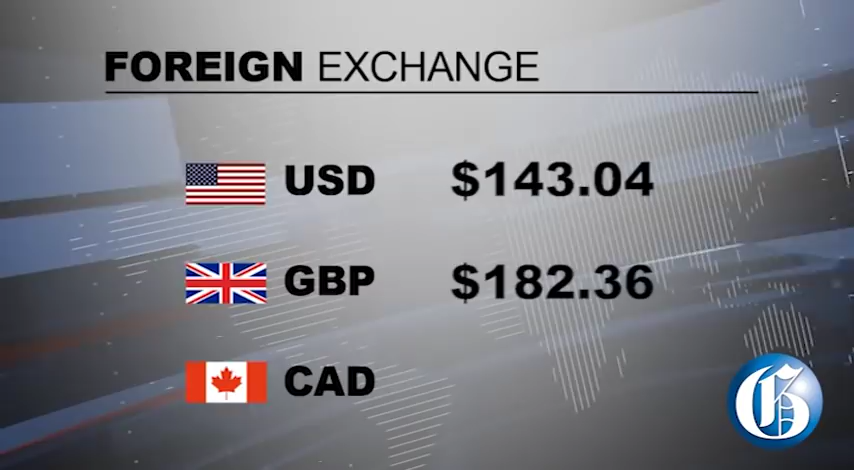 FOREIGN EXCHANGE
USD $143.04
GBP $182.36
CAD
G